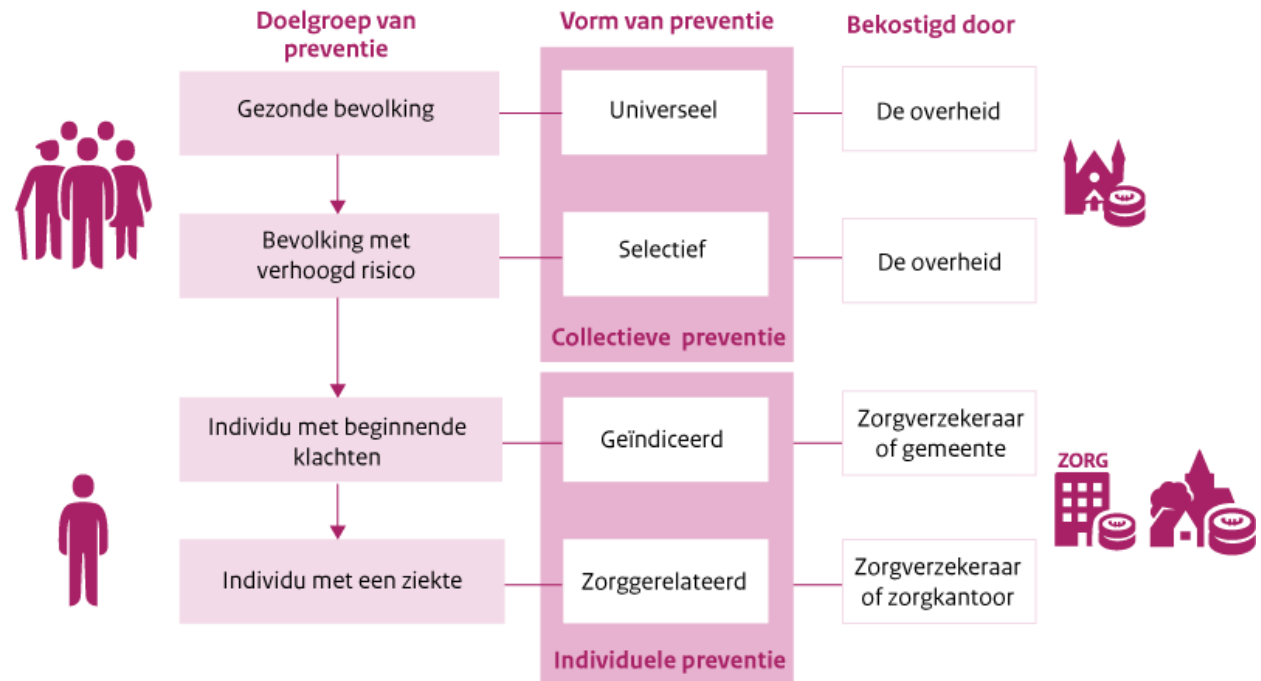 Doelgroep van
preventie
Vorm van preventie
Bekostigd door
Gezonde bevolking
Universeel
De overheid
Bevolking met
verhoogd risico
Selectief
De overheid
Collectieve preventie
Individu met beginnende
klachten
Geïndiceerd
Zorgverzekeraar
of gemeente
ZORG
Individu met een ziekte
Zorggerelateerd
Zorgverzekeraar
of zorgkantoor
Individuele preventie